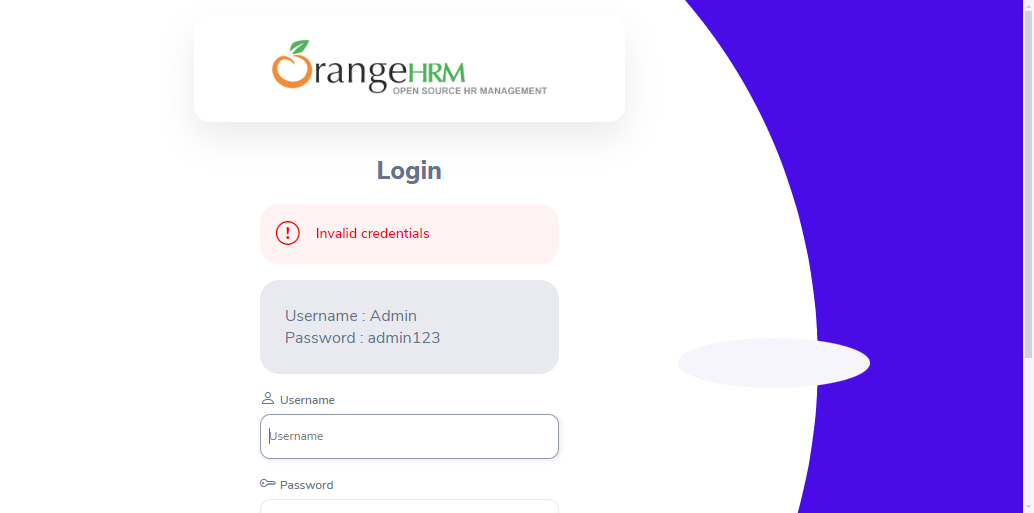 OrangeHRM
OPEN SOURCE HR MANAGEMENT
Login
Invalid credentials
Username : Admin
Password : admin123
Username
Username
Password